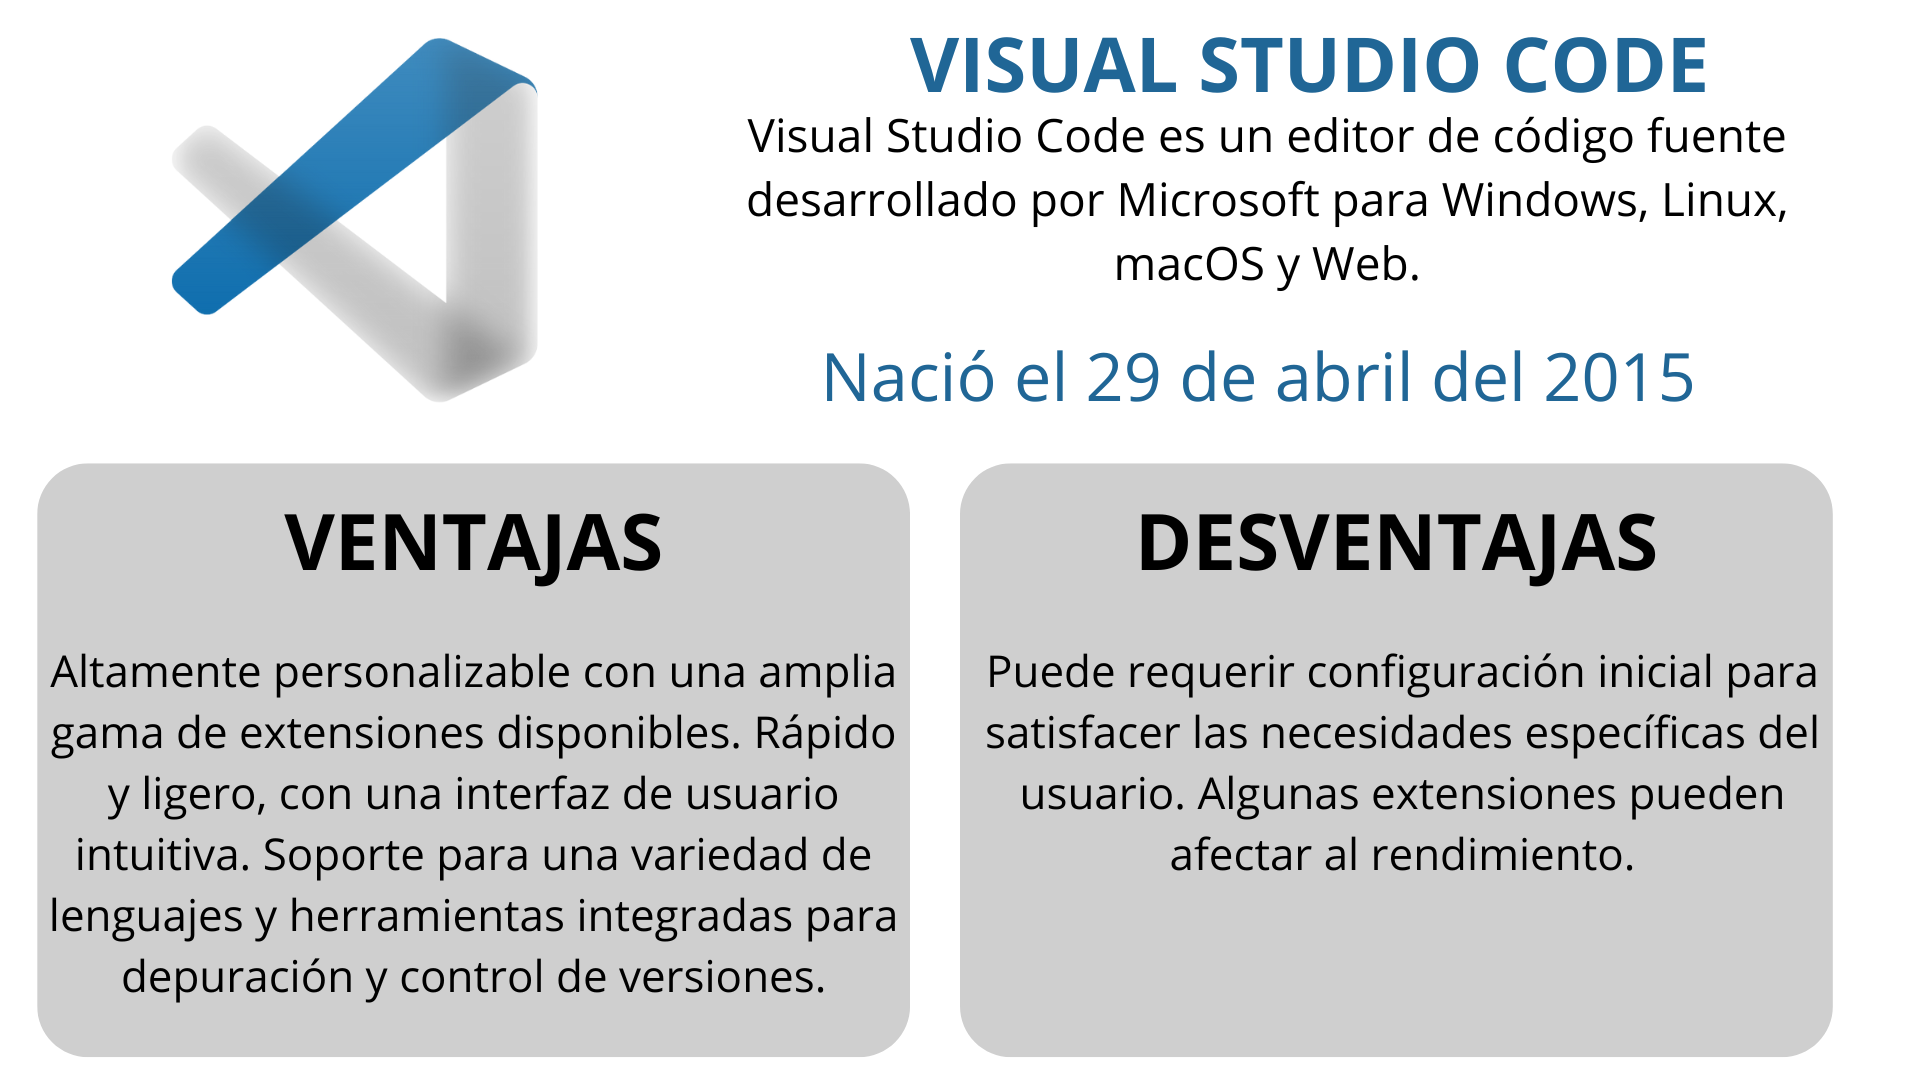 VISUAL STUDIO CODE
Visual Studio Code es un editor de código fuente
desarrollado por Microsoft para Windows, Linux,
macOS y Web.
Nació el 29 de abril del 2015
VENTAJAS
Altamente personalizable con una amplia
gama de extensiones disponibles. Rápido
y ligero, con una interfaz de usuario
intuitiva. Soporte para una variedad de
lenguajes y herramientas integradas para
depuración y control de versiones.
DESVENTAJAS
Puede requerir configuración inicial para
satisfacer las necesidades específicas del
usuario. Algunas extensiones pueden
afectar al rendimiento.